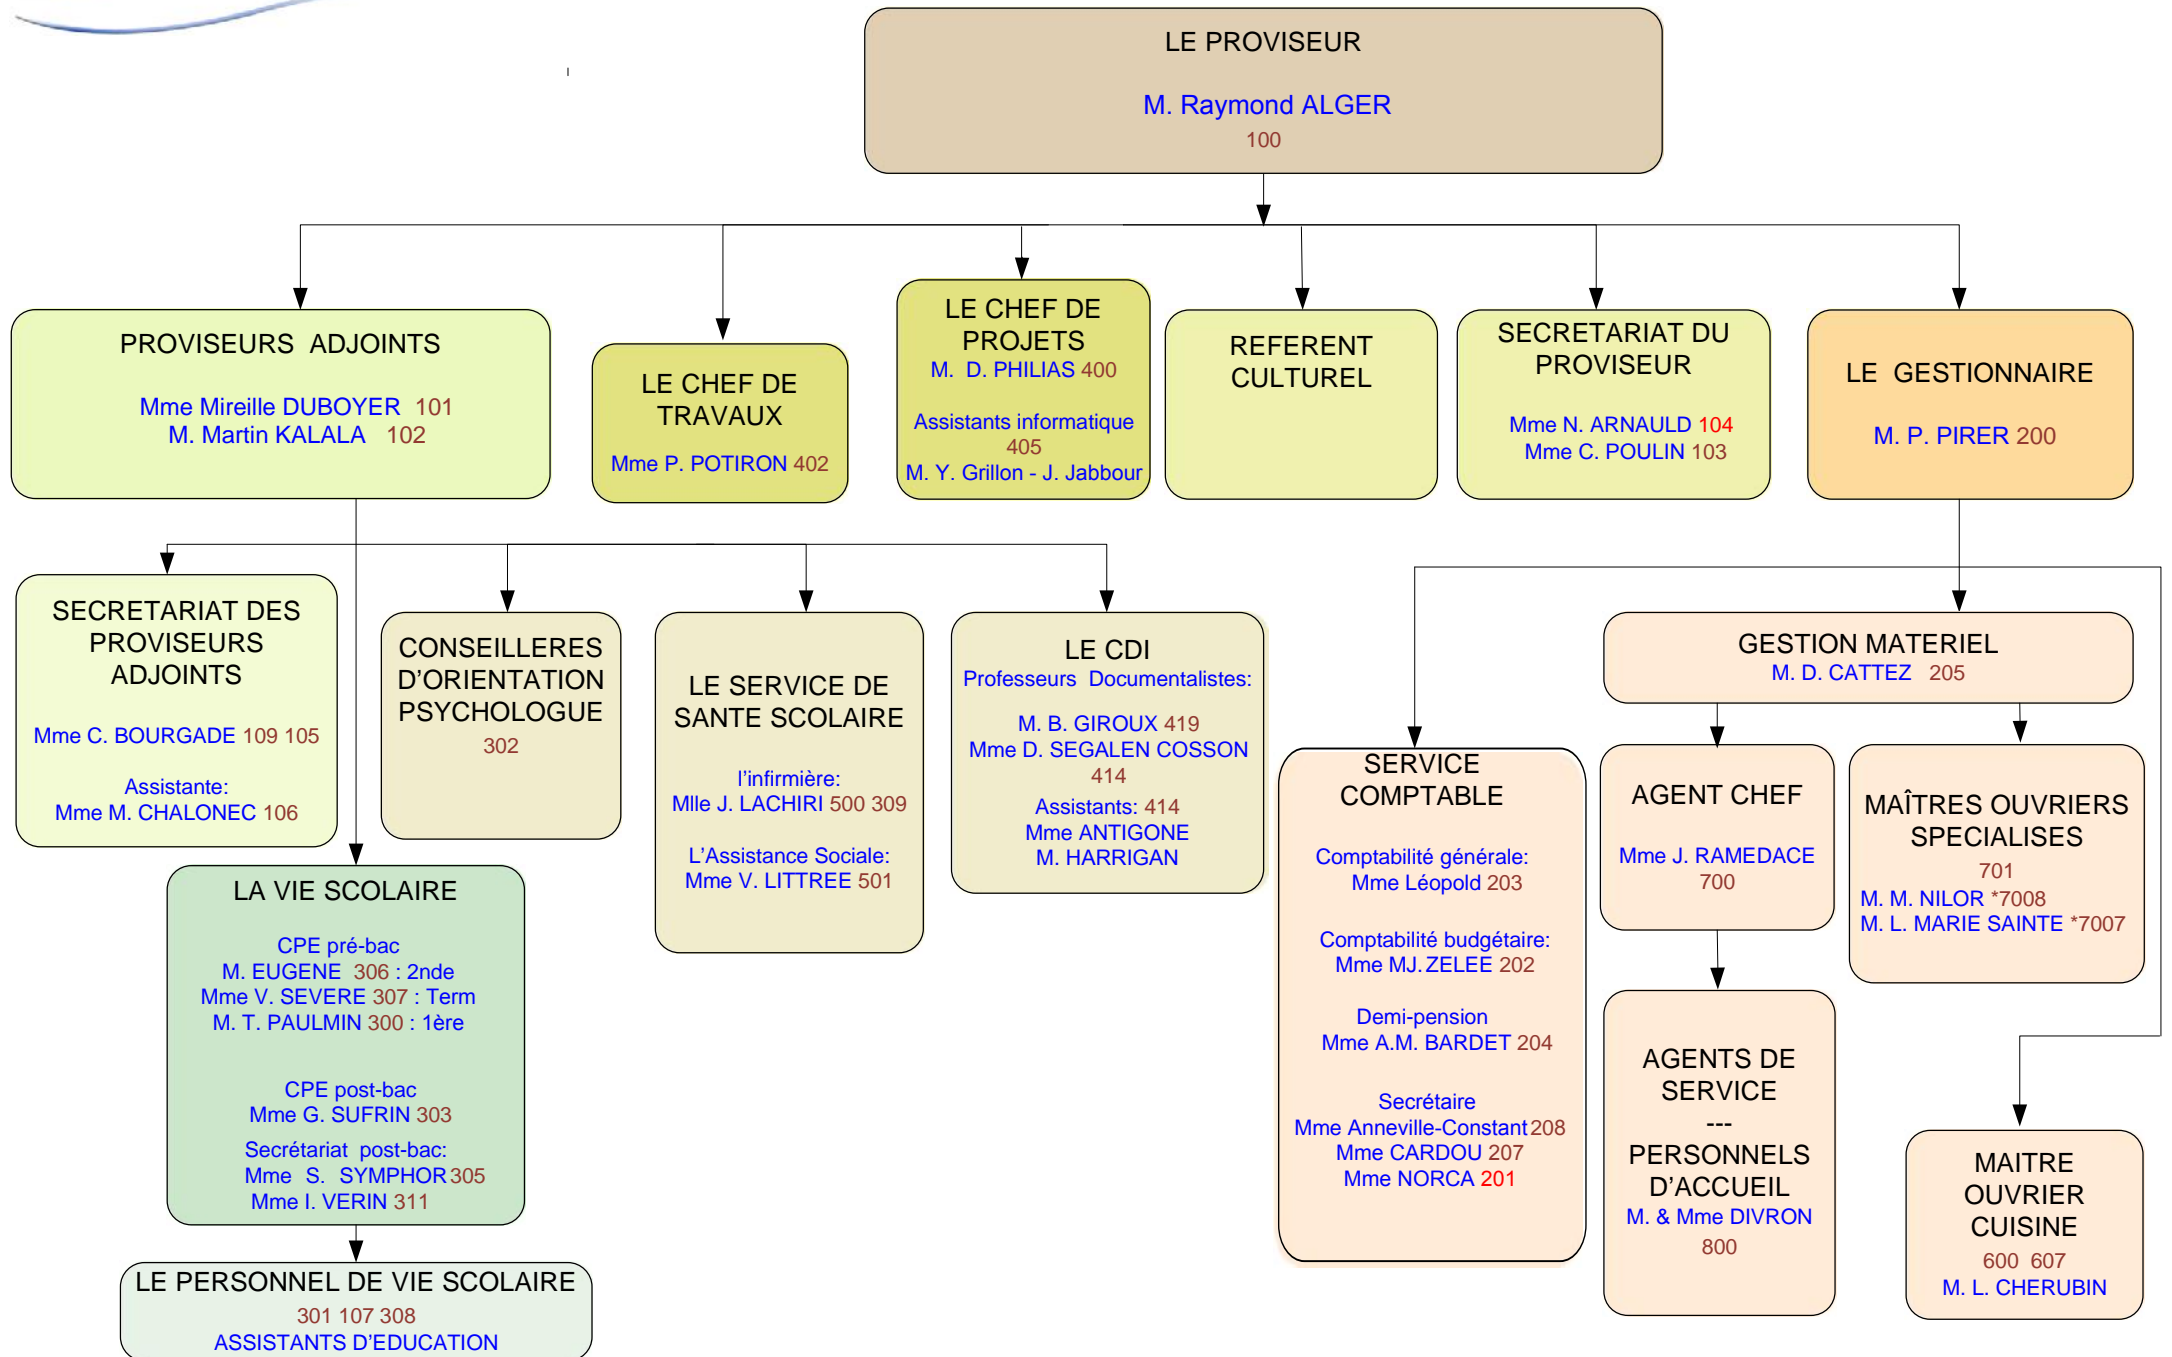 LE PROVISEUR
M. Raymond ALGER
100
PROVISEURS ADJOINTS
Mme Mireille DUBOYER 101
M. Martin KALALA 102
LE CHEF DE
TRAVAUX
Mme P. POTIRON 402
LE CHEF DE
PROJETS
M. D. PHILIAS 400
Assistants informatique
405
M. Y. Grillon - J. Jabbour
REFERENT
CULTUREL
SECRETARIAT DU
PROVISEUR
Mme N. ARNAULD 104
Mme C. POULIN 103
LE GESTIONNAIRE
M. P. PIRER 200
SECRETARIAT DES
PROVISEURS
ADJOINTS
Mme C. BOURGADE 109 105
Assistante:
Mme M. CHALONEC 106
CONSEILLERES
D'ORIENTATION
PSYCHOLOGUE
302
LE SERVICE DE
SANTE SCOLAIRE
l'infirmière:
Mlle J. LACHIRI 500 309
L'Assistance Sociale:
Mme V. LITTREE 501
LE CDI
Professeurs Documentalistes:
M. B. GIROUX 419
Mme D. SEGALEN COSSON
414
Assistants: 414
Mme ANTIGONE
M. HARRIGAN
GESTION MATERIEL
M. D. CATTEZ 205
SERVICE
COMPTABLE
Comptabilité générale:
Mme Léopold 203
Comptabilité budgétaire:
Mme MJ. ZELEE 202
Demi-pension
Mme A.M. BARDET 204
Secrétaire
Mme Anneville-Constant 208
Mme CARDOU 207
Mme NORCA 201
AGENT CHEF
Mme J. RAMEDACE
700
MAÎTRES OUVRIERS
SPECIALISES
701
M. M. NILOR *7008
M. L. MARIE SAINTE *7007
LA VIE SCOLAIRE
CPE pré-bac
M. EUGENE 306 : 2nde
Mme V. SEVERE 307 : Term
M. T. PAULMIN 300 : 1ère
CPE post-bac
Mme G. SUFRIN 303
Secrétariat post-bac:
Mme S. SYMPHOR 305
Mme I. VERIN 311
AGENTS DE
SERVICE
---
PERSONNELS
D'ACCUEIL
M. & Mme DIVRON
800
MAITRE
OUVRIER
CUISINE
600 607
M. L. CHERUBIN
LE PERSONNEL DE VIE SCOLAIRE
301 107 308
ASSISTANTS D'EDUCATION